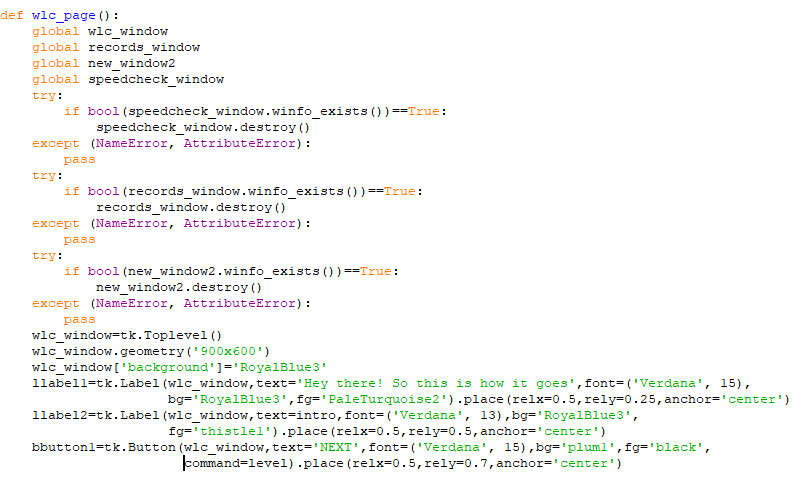 def wlc_page():
    global wlc_window
    global records_window
    global new_window2
    global speedcheck_window
    try:
        if bool(speedcheck_window.winfo_exists())==True:
            speedcheck_window.destroy()
    except (NameError, AttributeError):
        pass
    try:
        if bool(records_window.winfo_exists())==True:
            records_window.destroy()
    except (NameError, AttributeError):
        pass
    try:
        if bool(new_window2.winfo_exists())==True:
            new_window2.destroy()
    except (NameError, AttributeError):
        pass
    wlc_window=tk.Toplevel()
    wlc_window.geometry('900x600')
    wlc_window['background']='RoyalBlue3'
    llabel1=tk.Label(wlc_window,text='Hey there! So this is how it goes',font=('Verdana', 15),
                     bg='RoyalBlue3',fg='PaleTurquoise2').place(relx=0.5,rely=0.25,anchor='center')
    llabel2=tk.Label(wlc_window,text=intro,font=('Verdana', 13),bg='RoyalBlue3',
                     fg='thistle1').place(relx=0.5,rely=0.5,anchor='center')
    bbutton1=tk.Button(wlc_window,text='NEXT',font=('Verdana', 15),bg='plum1',fg='black',
                       command=level).place(relx=0.5,rely=0.7,anchor='center')